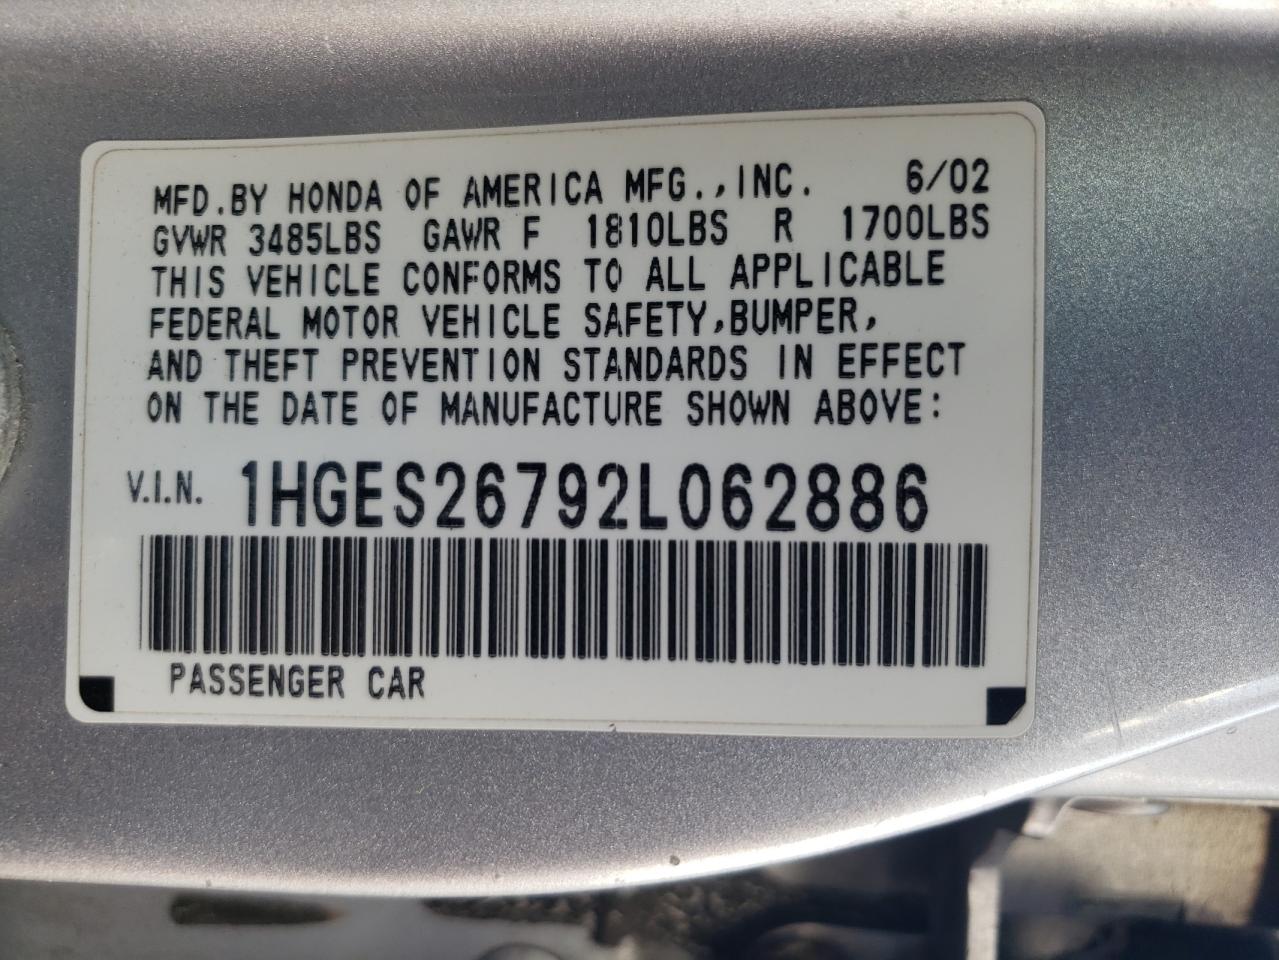 MFD.BY HONDA OF AMERICA MFG.,INC. 6/02
GVWR 3485LBS GAWR F 1810LBS R 1700LBS
THIS VEHICLE CONFORMS TO ALL APPLICABLE
FEDERAL MOTOR VEHICLE SAFETY,BUMPER,
AND THEFT PREVENTION STANDARDS IN EFFECT
ON THE DATE OF MANUFACTURE SHOWN ABOVE:
V.I.N. 1HGES26792L062886
PASSENGER CAR